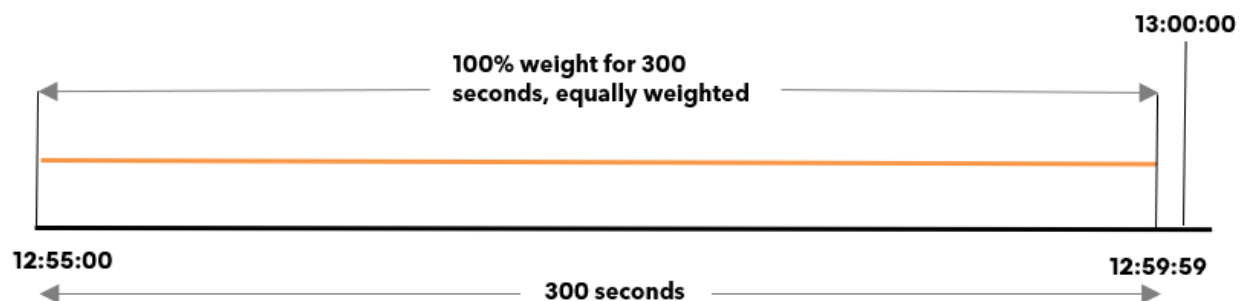 13:00:00
100% weight for 300
seconds, equally weighted
12:55:00
12:59:59
300 seconds